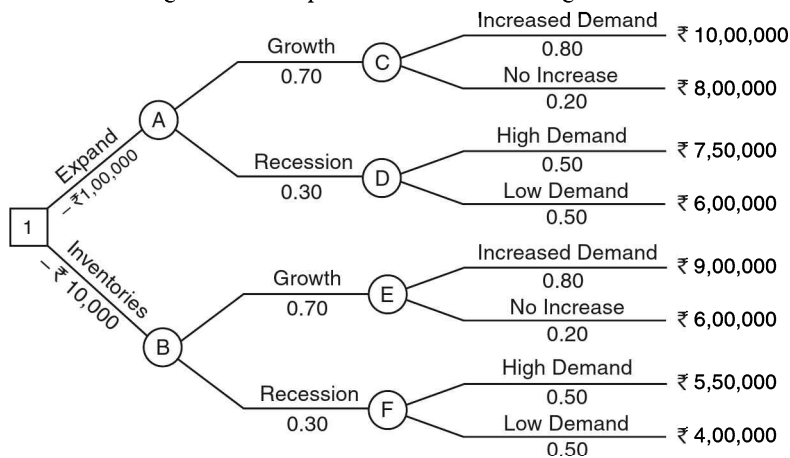 Increased Demand
₹ 10,00,000
0.80
Growth
0.70
C
No Increase
₹ 8,00,000
0.20
A
Expand
– ₹1,00,000
High Demand
₹ 7,50,000
0.50
Recession
0.30
D
Low Demand
₹ 6,00,000
0.50
1
Inventories
– ₹ 10,000
Increased Demand
₹ 9,00,000
0.80
Growth
0.70
E
No Increase
₹ 6,00,000
0.20
B
High Demand
₹ 5,50,000
0.50
Recession
0.30
F
Low Demand
₹ 4,00,000
0.50